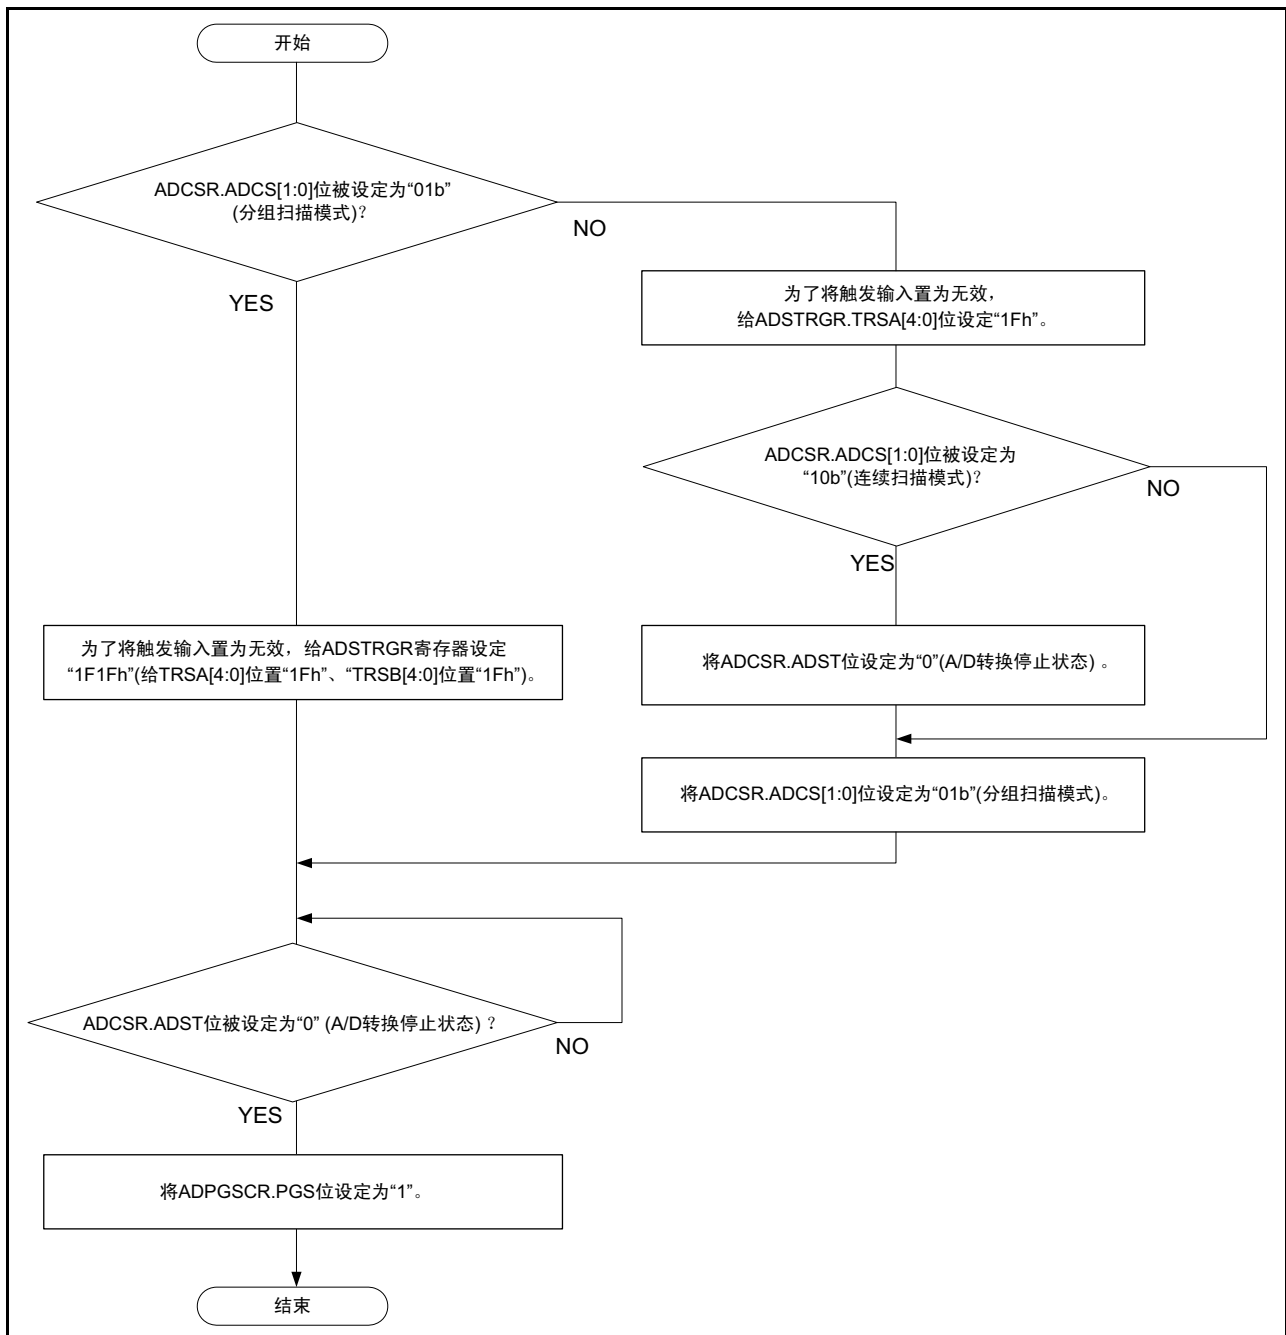 开始
ADCSR.ADCS[1:0]位被设定为“01b”
(分组扫描模式)?
NO
YES
为了将触发输入置为无效，
给ADSTRGR.TRSA[4:0]位设定“1Fh”。
ADCSR.ADCS[1:0]位被设定为
“10b”(连续扫描模式)?
NO
YES
为了将触发输入置为无效，给ADSTRGR寄存器设定
“1F1Fh”(给TRSA[4:0]位置“1Fh”、“TRSB[4:0]位置“1Fh”)。
将ADCSR.ADST位设定为“0”(A/D转换停止状态) 。
将ADCSR.ADCS[1:0]位设定为“01b”(分组扫描模式)。
ADCSR.ADST位被设定为“0” (A/D转换停止状态) ?
NO
YES
将ADPGSCR.PGS位设定为“1”。
结束